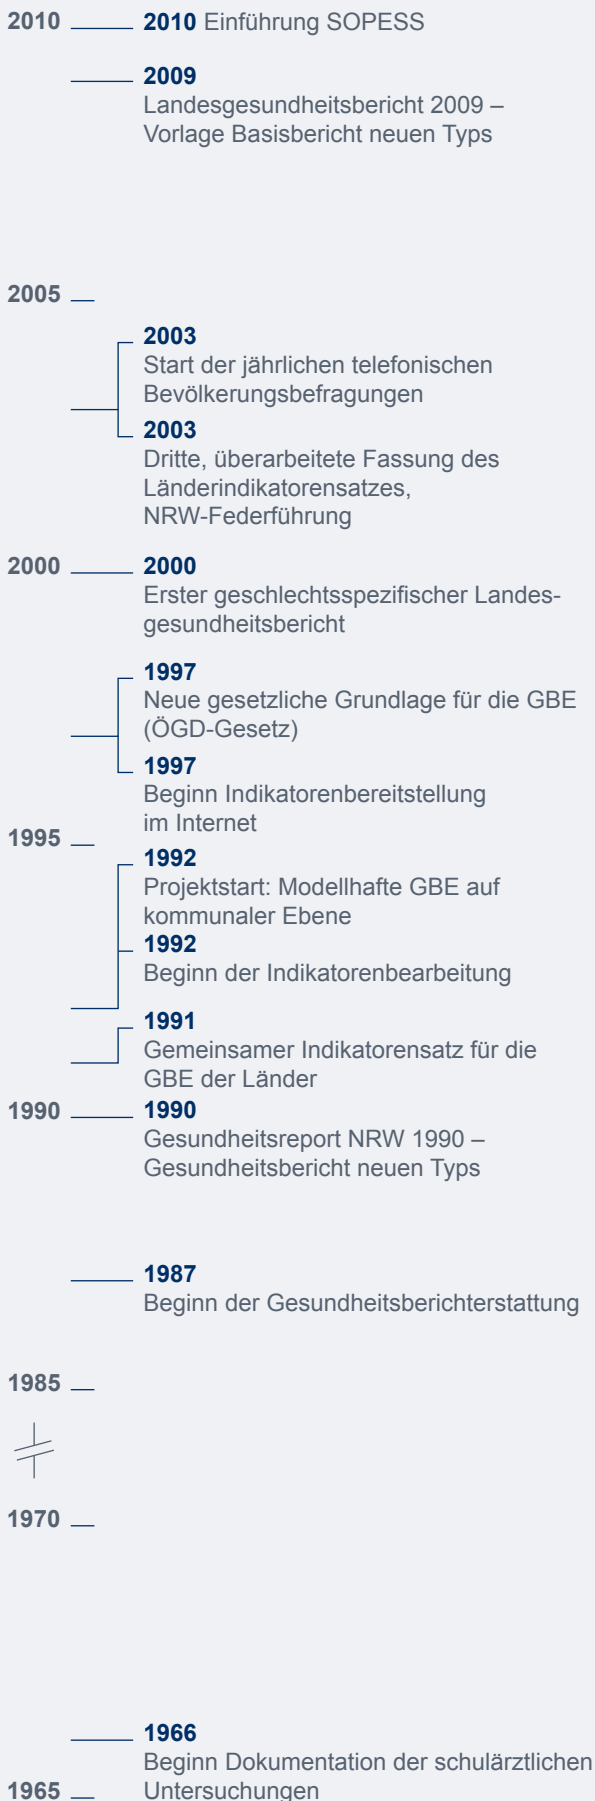 2010 2010 Einführung SOPESS
2009
Landesgesundheitsbericht 2009 –
Vorlage Basisbericht neuen Typs
2005
2003
Start der jährlichen telefonischen
Bevölkerungsbefragungen
2003
Dritte, überarbeitete Fassung des
Länderindikatorensatzes,
NRW-Federführung
2000 2000
Erster geschlechtsspezifischer Landes-
gesundheitsbericht
1997
Neue gesetzliche Grundlage für die GBE
(ÖGD-Gesetz)
1997
Beginn Indikatorenbereitstellung
im Internet
1995
1992
Projektstart: Modellhafte GBE auf
kommunaler Ebene
1992
Beginn der Indikatorenbearbeitung
1991
Gemeinsamer Indikatorensatz für die
GBE der Länder
1990 1990
Gesundheitsreport NRW 1990 –
Gesundheitsbericht neuen Typs
1987
Beginn der Gesundheitsberichterstattung
1985
1970
1966
Beginn Dokumentation der schulärztlichen
1965 Untersuchungen